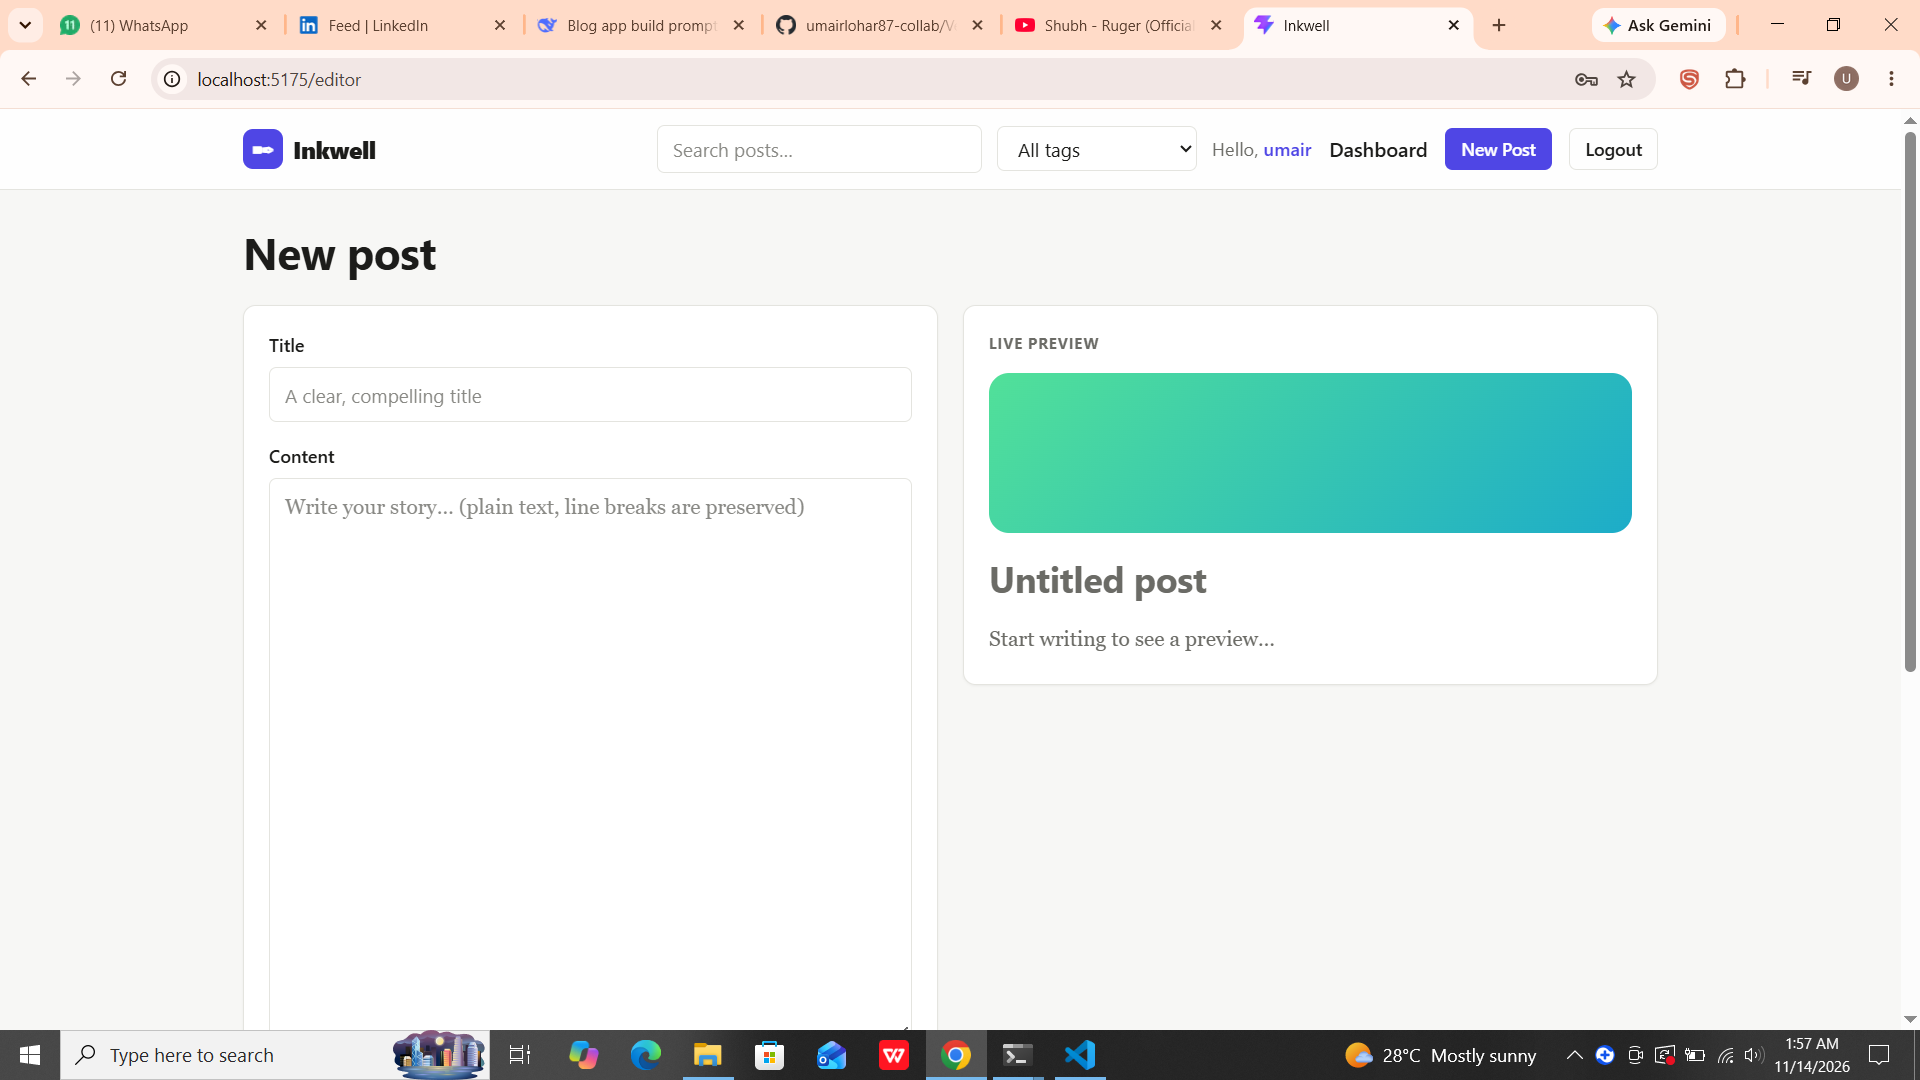 (11) WhatsApp
Feed | LinkedIn
Blog app build prompt
umairlohar87-collab/V
Shubh - Ruger (Official
Inkwell
Ask Gemini
localhost:5175/editor
U
Inkwell
Search posts...
All tags
Hello, umair
Dashboard
New Post
Logout
New post
Title
A clear, compelling title
Content
Write your story... (plain text, line breaks are preserved)
LIVE PREVIEW
Untitled post
Start writing to see a preview...
Type here to search
28°C Mostly sunny
1:57 AM
11/14/2026